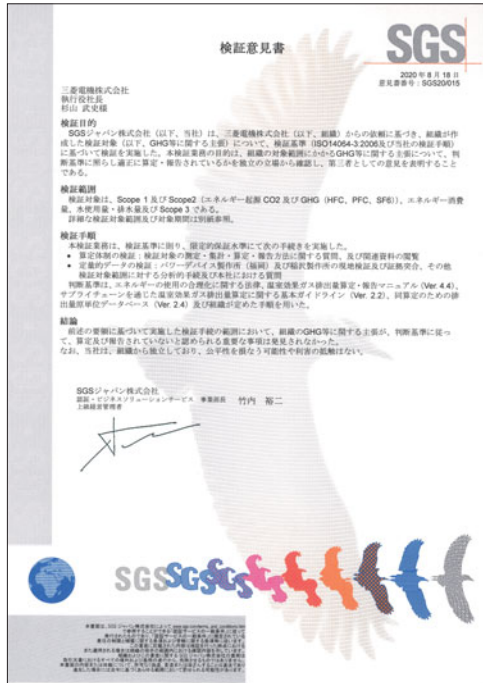 検証意見書
SGS
2020年8月18日
意見書番号：SGS20/015
三菱電機株式会社
執行役社長
杉山 武史様
検証目的
SGSジャパン株式会社（以下、当社）は、三菱電機株式会社（以下、組織）からの依頼に基づき、組織が作
成した検証対象（以下、GHG等に関する主張）について、検証基準（ISO14064-3:2006及び当社の検証手順）
に基づいて検証を実施した。本検証業務の目的は、組織の対象範囲にかかるGHG等に関する主張について、判
断基準に照らし適正に算定・報告されているかを独立の立場から確認し、第三者としての意見を表明すること
である。
検証範囲
検証対象は、Scope 1及びScope2（エネルギー起源CO2及びGHG（HFC、PFC、SF6））、エネルギー消費
量、水使用量・排水量及びScope 3である。
詳細な検証対象範囲及び対象期間は別紙参照。
検証手順
本検証業務は、検証基準に則り、限定的保証水準にて次の手続きを実施した。
• 算定体制の検証：検証対象の測定・集計・算定・報告方法に関する質問、及び関連資料の閲覧
• 定量的データの検証：パワーデバイス製作所（福岡）及び稲沢製作所の現地検証及び証拠突合、その他
検証対象範囲に対する分析的手続及び本社における質問
判断基準は、エネルギーの使用の合理化に関する法律、温室効果ガス排出量算定・報告マニュアル（Ver. 4.4）、
サプライチェーンを通じた温室効果ガス排出量算定に関する基本ガイドライン（Ver. 2.2）、同算定のための排
出量原単位データベース（Ver. 2.4）及び組織が定めた手順を用いた。
結論
前述の要領に基づいて実施した検証手続の範囲において、組織のGHG等に関する主張が、判断基準に従っ
て、算定及び報告されていないと認められる重要な事項は発見されなかった。
なお、当社は、組織から独立しており、公平性を損なう可能性や利害の抵触はない。
SGSジャパン株式会社
認証・ビジネスソリューションサービス 事業部長 竹内 裕二
上級経営管理者
SGSSGSSGS